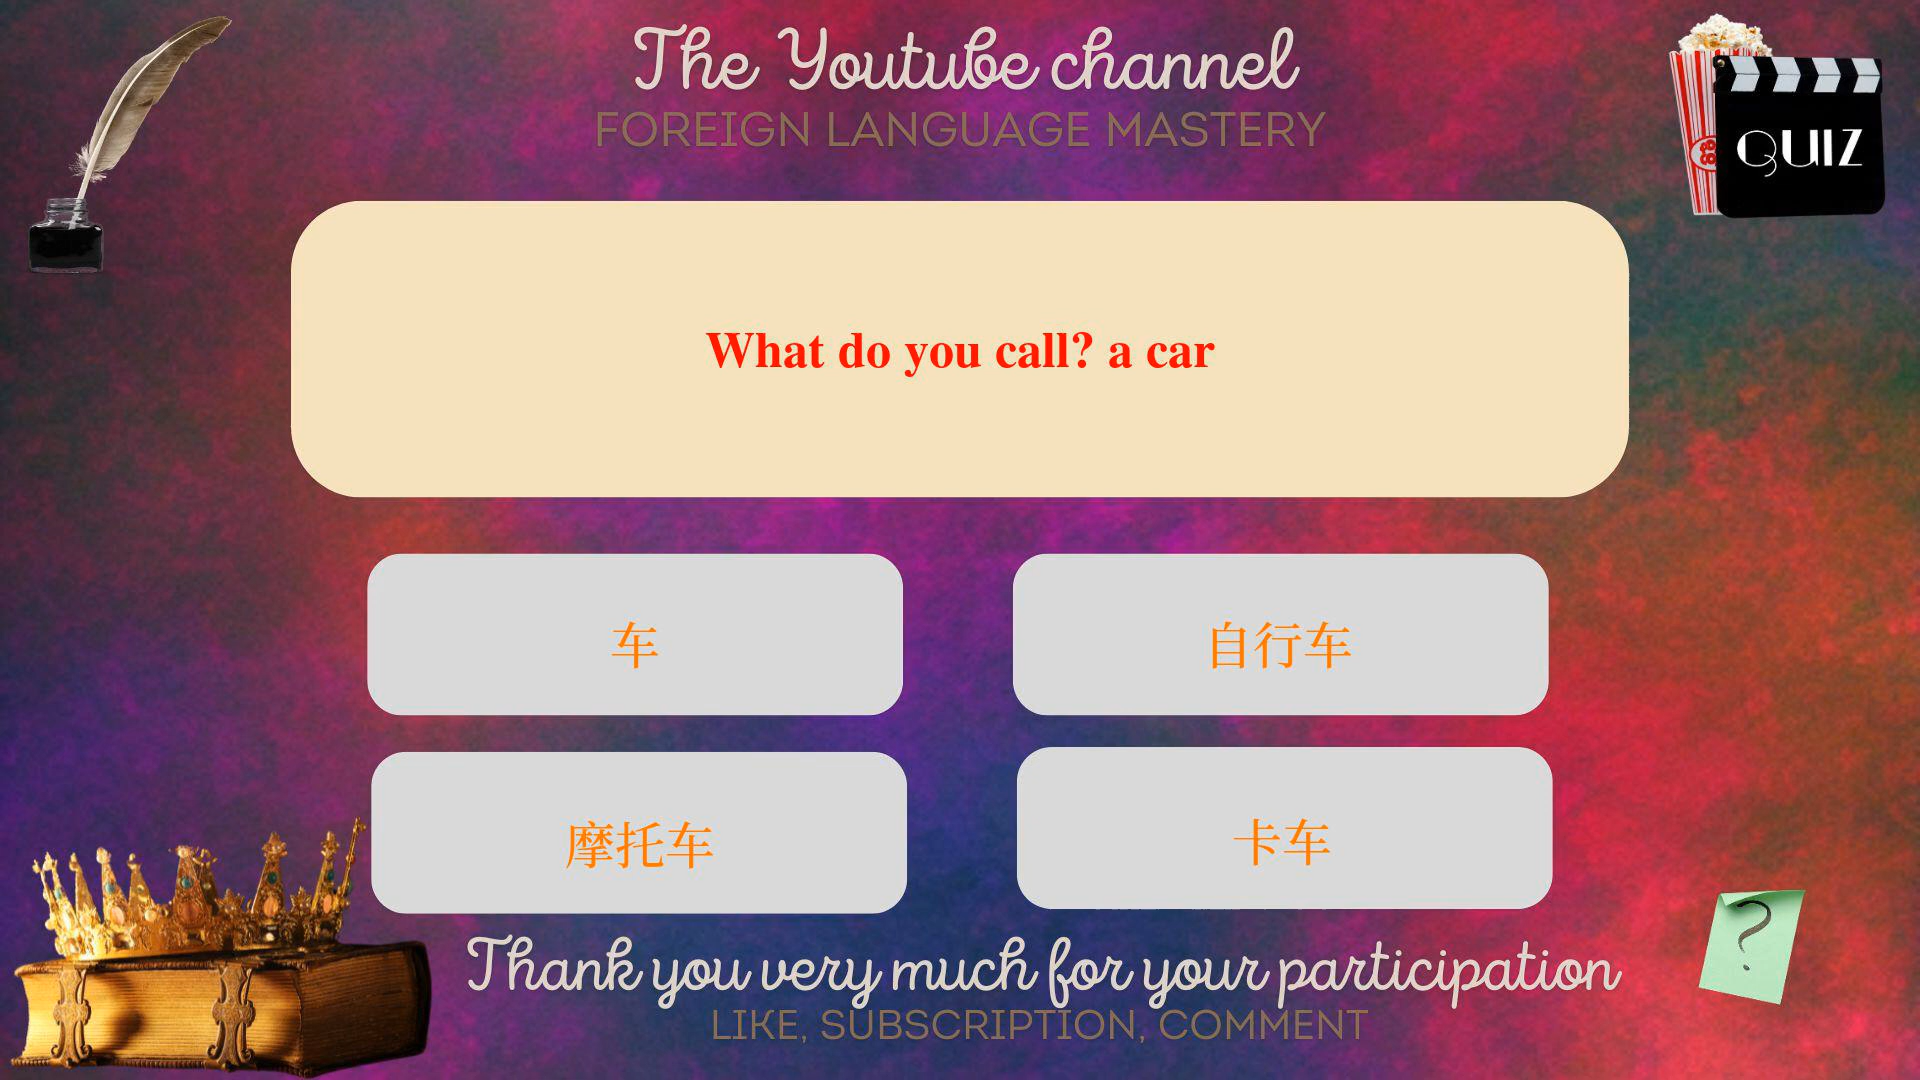 The Youtube channel
FOREIGN LANGUAGE MASTERY
QUIZ
What do you call? a car
车
自行车
摩托车
卡车
?
Thank you very much for your participation
LIKE, SUBSCRIPTION, COMMENT